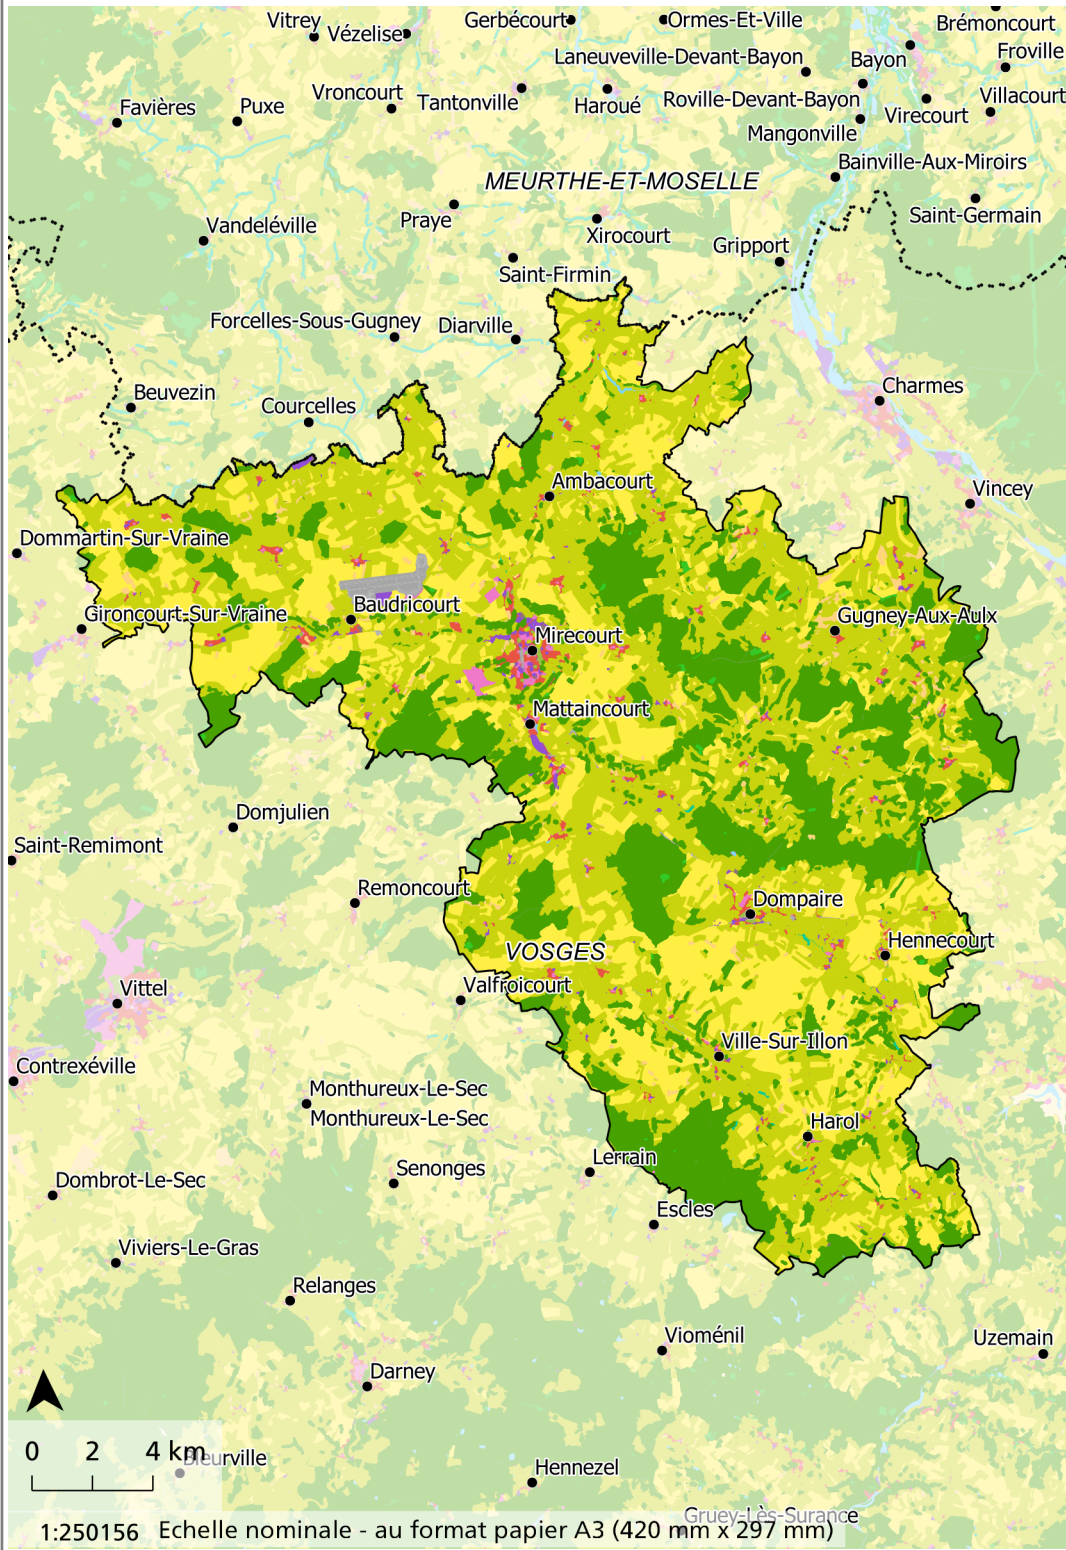 Vitrey
Vézelise
Gerbécourt
Ormes-Et-Ville
Brémoncourt
Laneuveville-Devant-Bayon
Bayon
Froville
Favières
Puxe
Vroncourt
Tantonville
Haroué
Roville-Devant-Bayon
Virecourt
Villacourt
Mangonville
Bainville-Aux-Miroirs
MEURTHE-ET-MOSELLE
Vandeléville
Praye
Xirocourt
Saint-Germain
Gripport
Saint-Firmin
Forcelles-Sous-Gugney
Diarville
Beuvezin
Courcelles
Charmes
Ambacourt
Vincey
Dommartin-Sur-Vraine
Gironcourt-Sur-Vraine
Baudricourt
Gugney-Aux-Aulx
Mirecourt
Mattaincourt
Domjulien
Saint-Remimont
Remoncourt
Dompaire
VOSGES
Hennecourt
Vittel
Valfroicourt
Ville-Sur-Illon
Contrexéville
Monthureux-Le-Sec
Monthureux-Le-Sec
Harol
Senonges
Lerrain
Dombrot-Le-Sec
Escles
Viviers-Le-Gras
Relanges
Vioménil
Uzemain
Darney
0 2 4 km
Bleurville
Hennezel
Gruey-Lès-Surance
1:250156 Echelle nominale - au format papier A3 (420 mm x 297 mm)